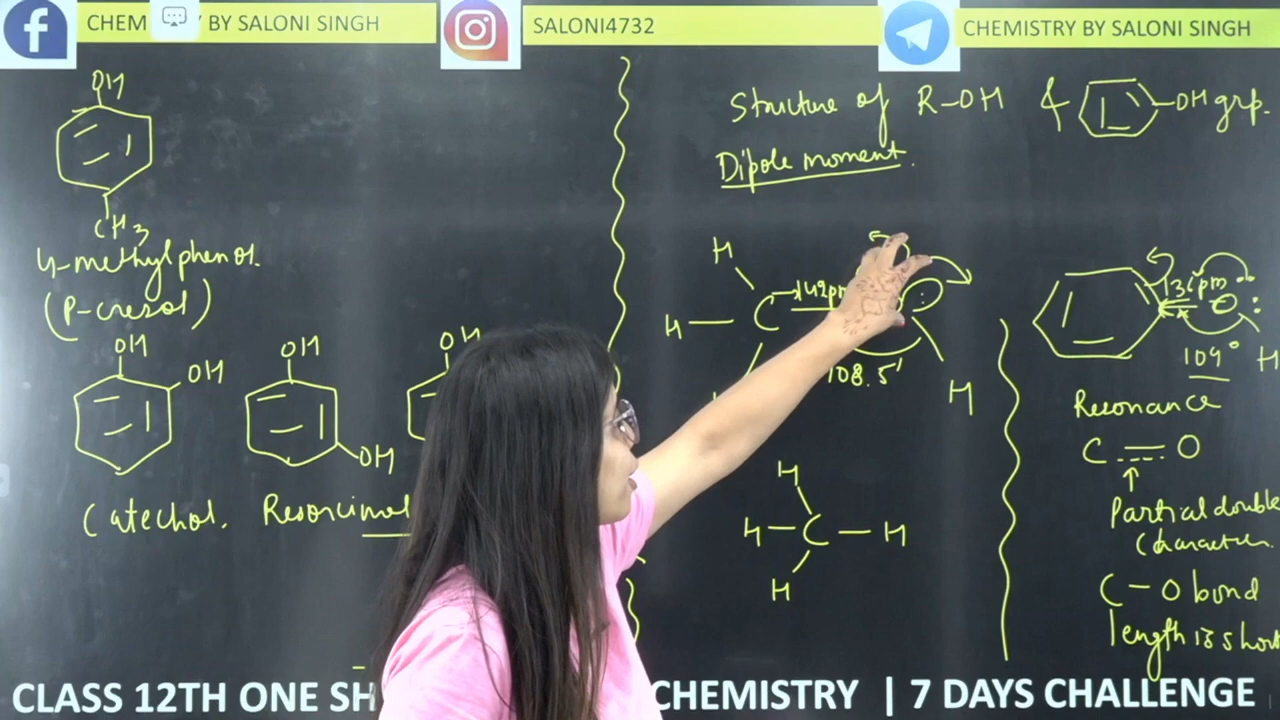 CHEM BY SALONI SINGH
SALONI4732
CHEMISTRY BY SALONI SINGH
OH
CH3
4-methylphenol.
(P-cresol)
OH
OH
Catechol.
OH
OH
Resorcinol
OH
Structure of R-OH & -OH grp.
Dipole moment.
H
H
C
142pm
108.5'
H
H
H C H
H
136pm
O
109°
H
Resonance
C = O
Partial double
Character.
C - O bond
length is short
CLASS 12TH ONE SH CHEMISTRY | 7 DAYS CHALLENGE